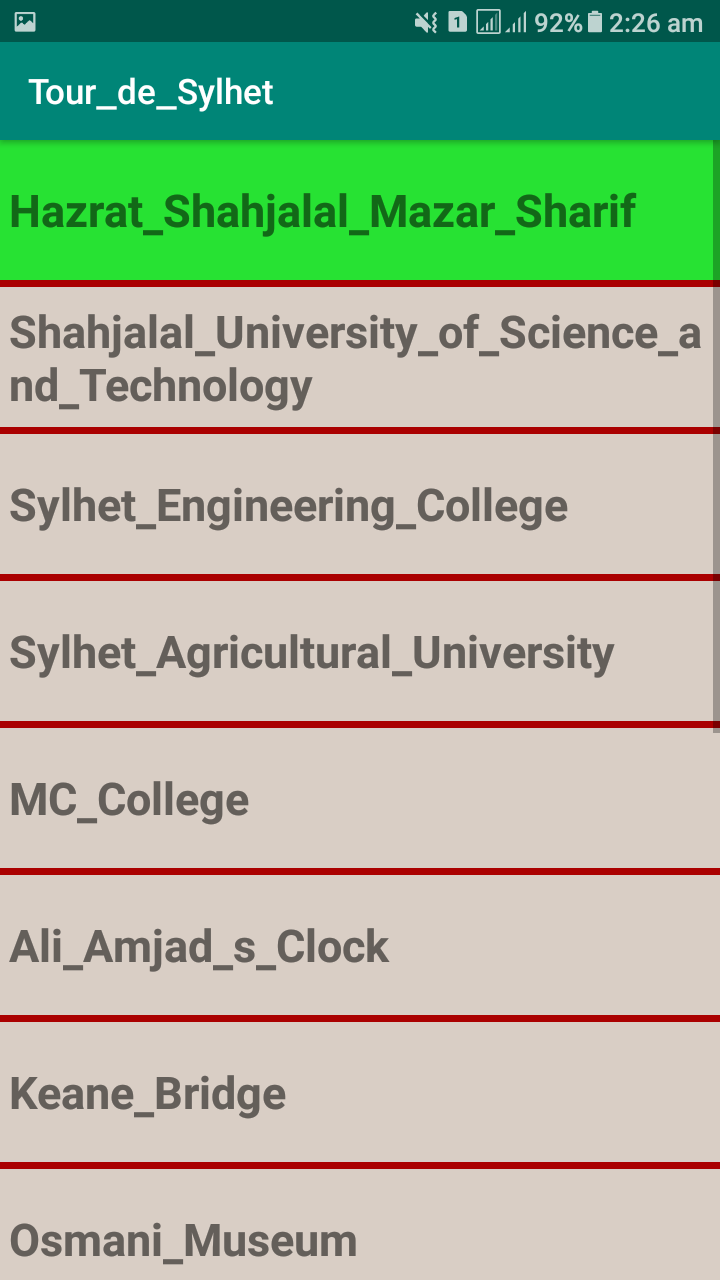 92% 2:26 am
Tour_de_Sylhet
Hazrat_Shahjalal_Mazar_Sharif
Shahjalal_University_of_Science_a
nd_Technology
Sylhet_Engineering_College
Sylhet_Agricultural_University
MC_College
Ali_Amjad_s_Clock
Keane_Bridge
Osmani_Museum